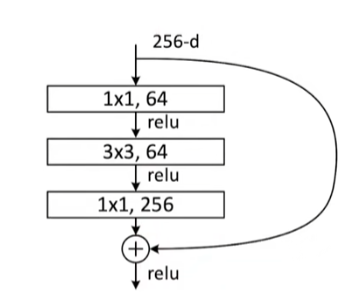 256-d
1x1, 64
relu
3x3, 64
relu
1x1, 256
+
relu